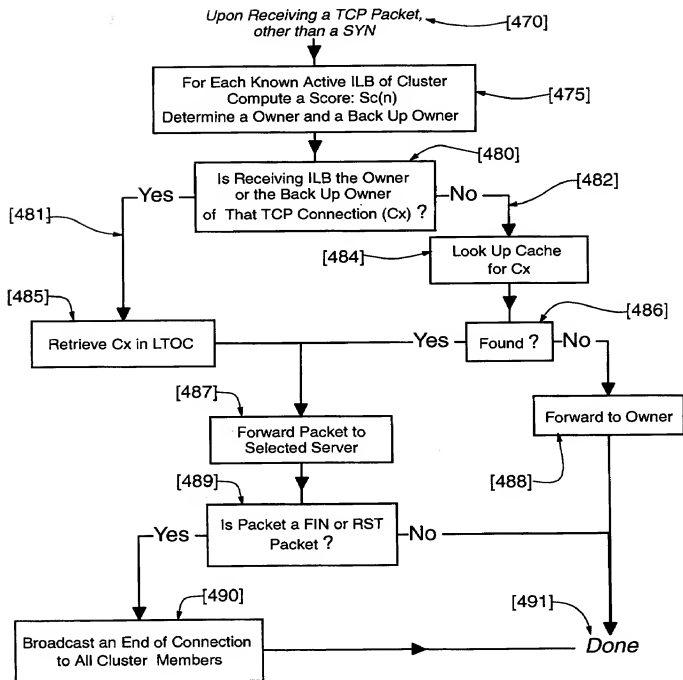 Upon Receiving a TCP Packet,
other than a SYN
[470]
For Each Known Active ILB of Cluster
Compute a Score: Sc(n)
Determine a Owner and a Back Up Owner
[475]
[480]
Is Receiving ILB the Owner
or the Back Up Owner
of That TCP Connection (Cx) ?
Yes
No
[481]
[482]
[484]
Look Up Cache
for Cx
[485]
[486]
Retrieve Cx in LTOC
Yes
Found ?
No
[487]
Forward Packet to
Selected Server
Forward to Owner
[488]
[489]
Is Packet a FIN or RST
Packet ?
Yes
No
[490]
[491]
Broadcast an End of Connection
to All Cluster Members
Done